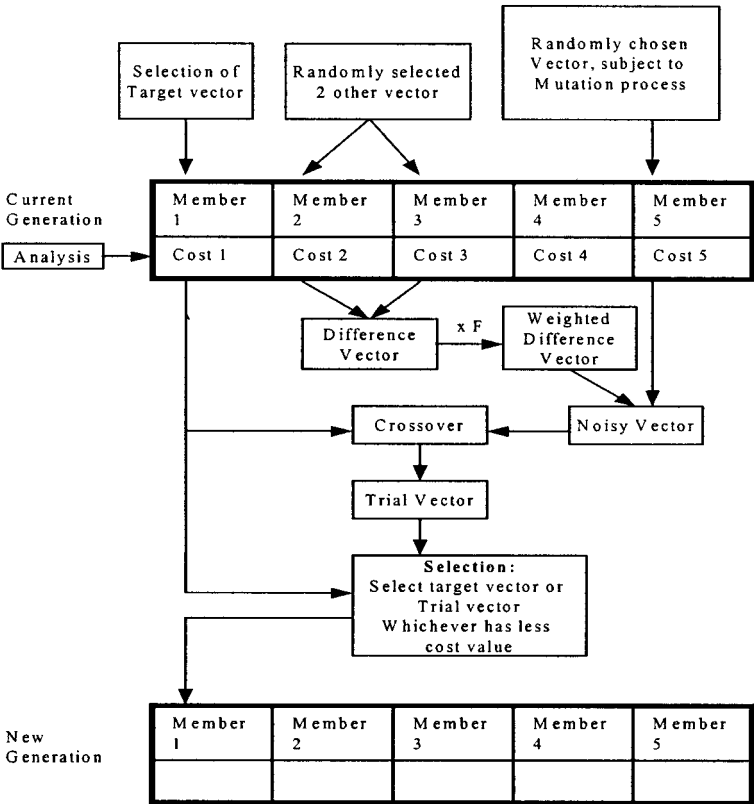 Selection of
Target vector
Randomly selected
2 other vector
Randomly chosen
Vector, subject to
Mutation process
Current
Generation
Analysis
Member
1
Member
2
Member
3
Member
4
Member
5
Cost 1
Cost 2
Cost 3
Cost 4
Cost 5
Difference
Vector
x F
Weighted
Difference
Vector
Crossover
Noisy Vector
Trial Vector
Selection:
Select target vector or
Trial vector
Whichever has less
cost value
New
Generation
Member
1
Member
2
Member
3
Member
4
Member
5